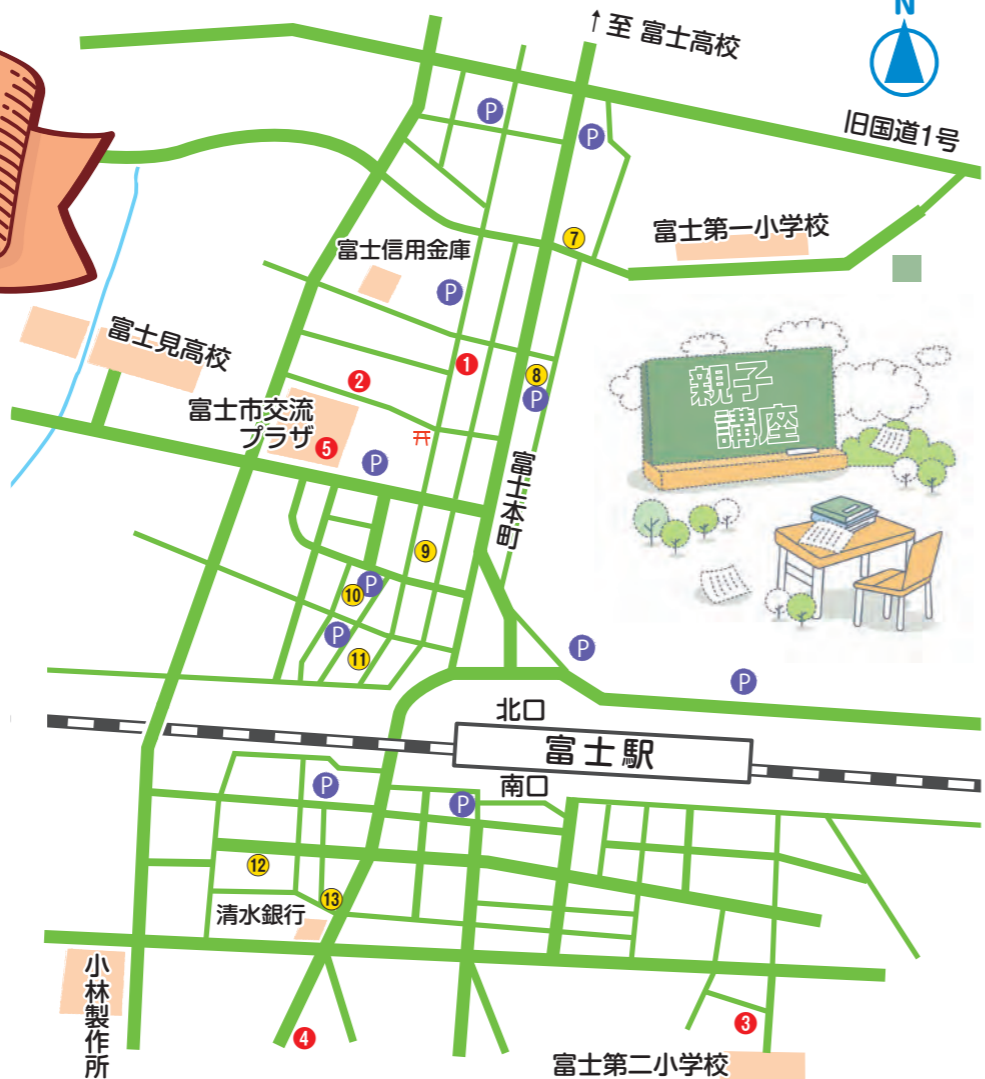 N
↑至 富士高校
P
P
旧国道1号
7
富士第一小学校
富士信用金庫
P
富士見高校
1
2
8
P
親子
講座
富士市交流
プラザ
5
P
富士本町
9
10
P
P
11
P
P
北口
富士駅
南口
P
P
12
13
清水銀行
小林製作所
4
3
富士第二小学校